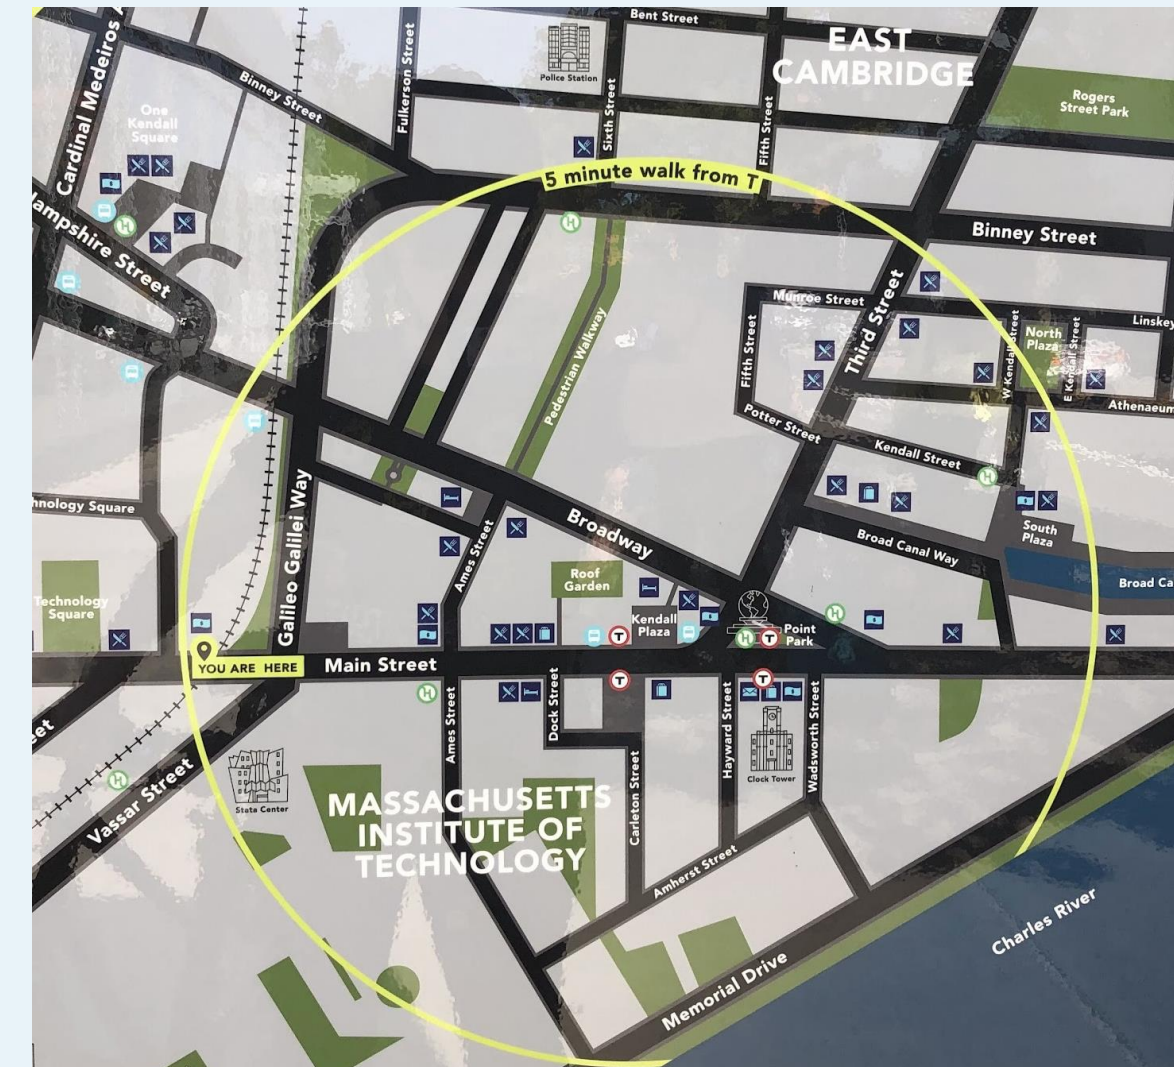 Bent Street
EAST
CAMBRIDGE
Police Station
Fulkerson Street
Cardinal Medeiros
Binney Street
Sixth Street
Fifth Street
Rogers
Street Park
One
Kendall
Square
5 minute walk from T
Hampshire Street
Binney Street
Third Street
Munroe Street
Linskey
North
Plaza
W Kendall Street
E Kendall Street
Fifth Street
Pedestrian Walkway
Athenaeum
Potter Street
Kendall Street
Galileo Galilei Way
hnology Square
Broadway
Ames Street
South
Plaza
Broad Canal Way
Broad Ca
Roof
Garden
Technology
Square
Kendall
Plaza
Point
Park
T
T
YOU ARE HERE
Main Street
T
T
Dock Street
Ames Street
Hayward Street
Wadsworth Street
Clock Tower
eet
Vassar Street
Stata Center
Carleton Street
MASSACHUSETTS
INSTITUTE OF
TECHNOLOGY
Amherst Street
Charles River
Memorial Drive
H
H
H
H
H
H
H